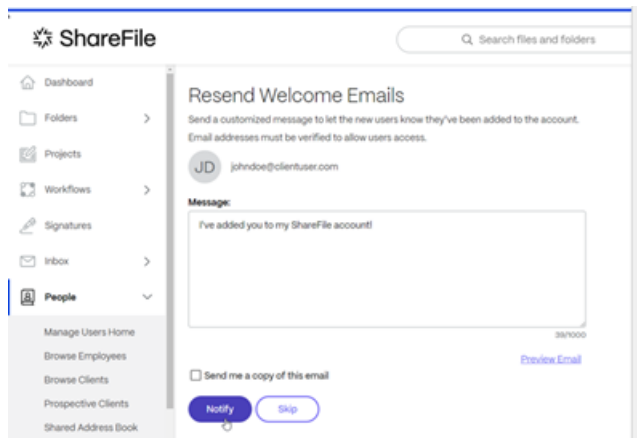 ShareFile
Search files and folders
Dashboard
Folders
Projects
Workflows
Signatures
Inbox
People
Manage Users Home
Browse Employees
Browse Clients
Prospective Clients
Shared Address Book
Resend Welcome Emails
Send a customized message to let the new users know they've been added to the account.
Email addresses must be verified to allow users access.
JD
johndoe@clientuser.com
Message:
I've added you to my ShareFile account!
39/1000
Preview Email
Send me a copy of this email
Notify
Skip